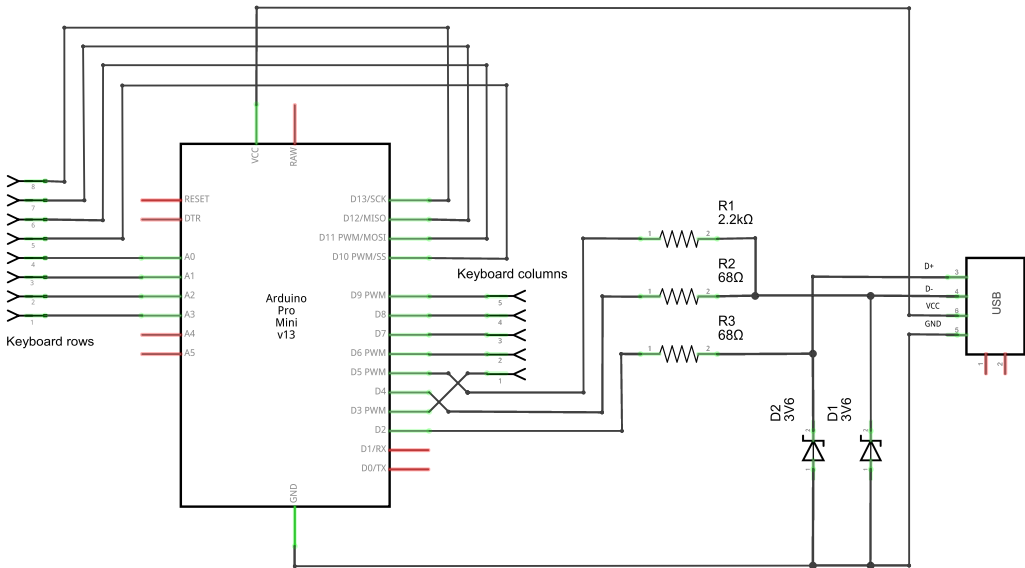 VCC
RAW
8
7
6
5
4
3
2
1
Keyboard rows
RESET
DTR
A0
A1
A2
A3
A4
A5
Arduino
Pro
Mini
v13
D13/SCK
D12/MISO
D11 PWM/MOSI
D10 PWM/SS
D9 PWM
D8
D7
D6 PWM
D5 PWM
D4
D3 PWM
D2
D1/RX
D0/TX
GND
Keyboard columns
5
4
3
2
1
R1
2.2kΩ
1
2
R2
68Ω
1
2
R3
68Ω
1
2
D2
3V6
2
1
D1
3V6
2
1
D+
3
D-
4
VCC
6
GND
5
USB
1
2